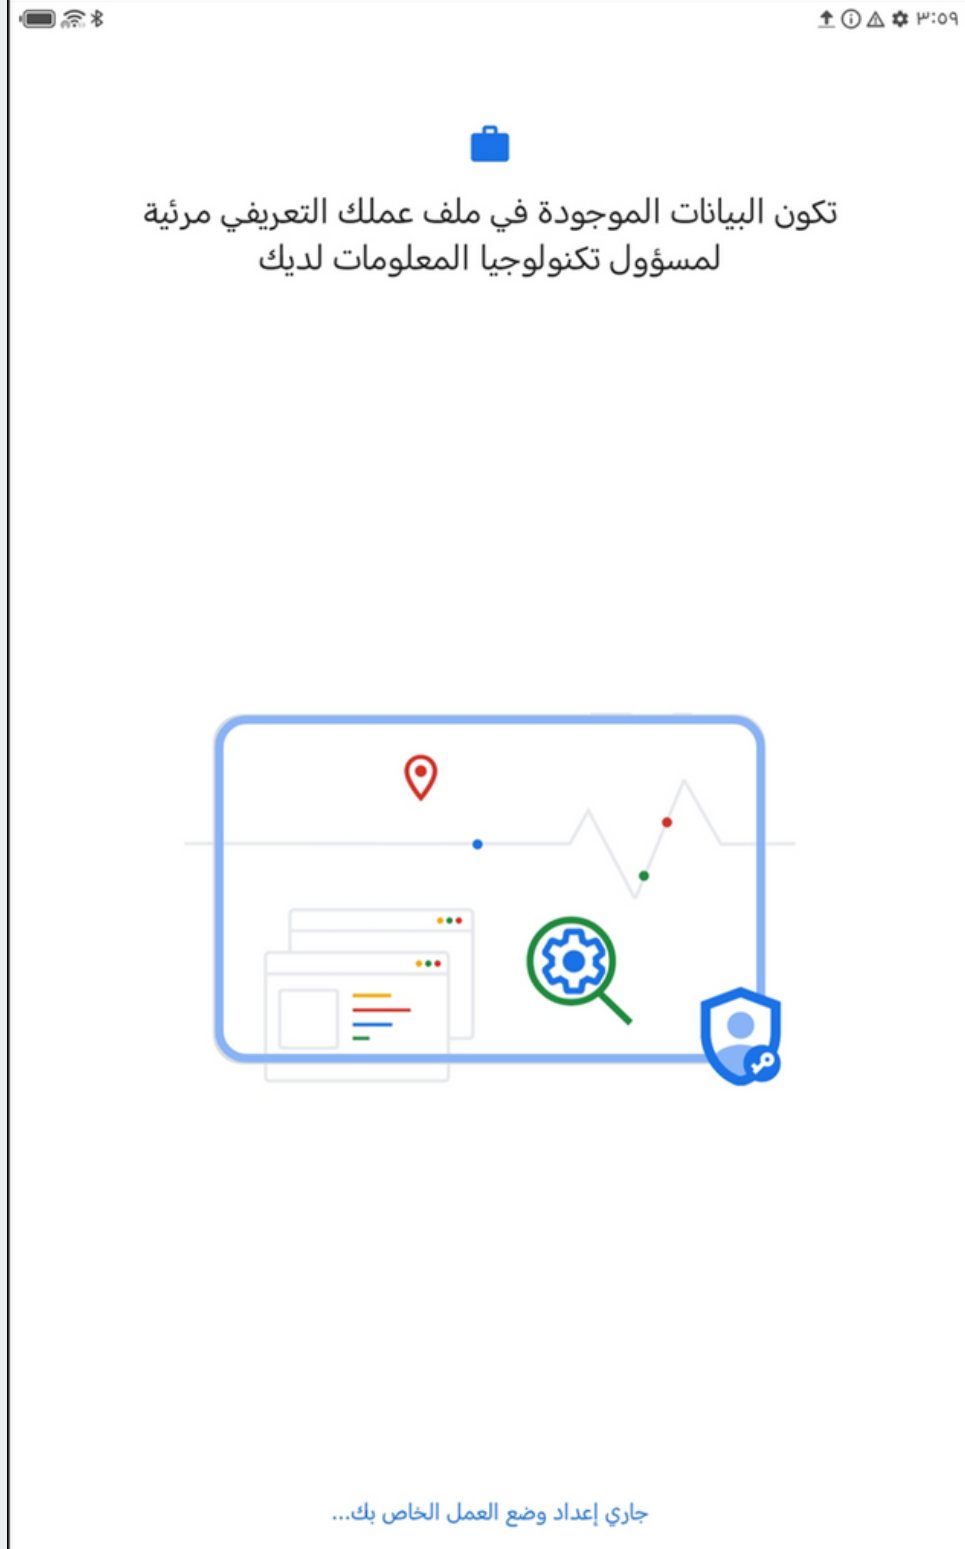 ٣:٥٩
تكون البيانات الموجودة في ملف عملك التعريفي مرئية
لمسؤول تكنولوجيا المعلومات لديك
جاري إعداد وضع العمل الخاص بك...